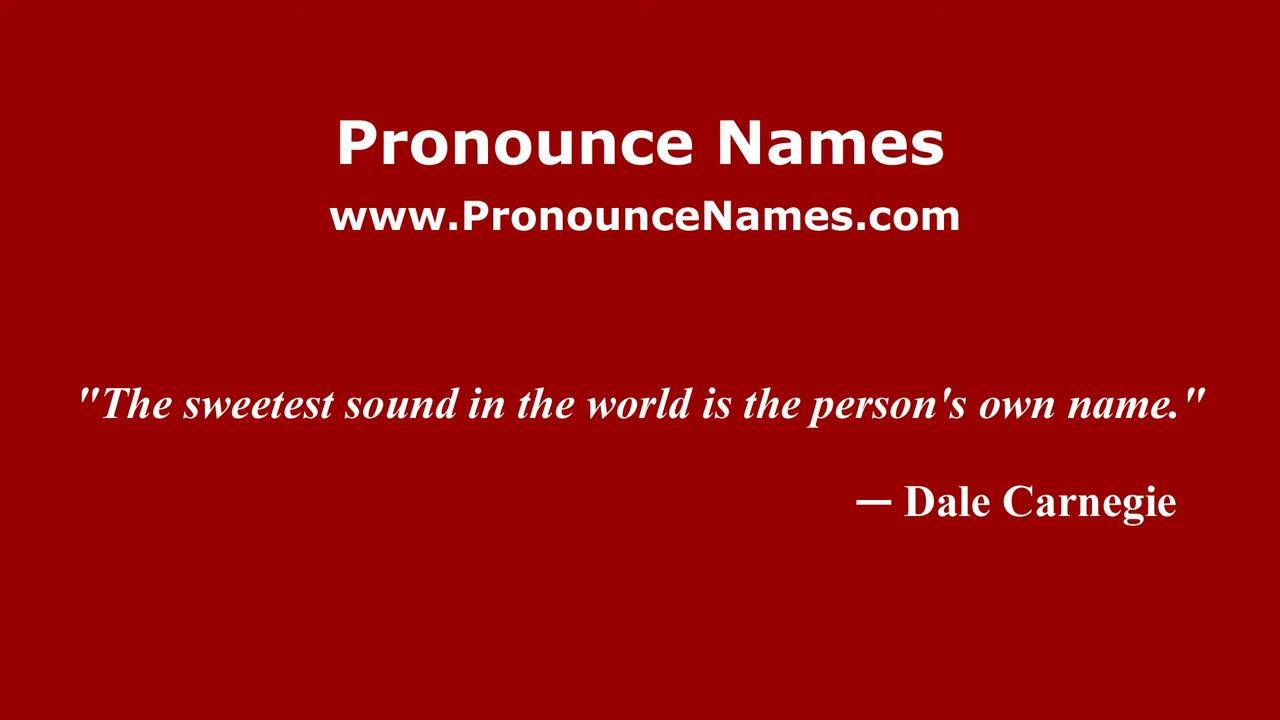 Pronounce Names
www.PronounceNames.com
"The sweetest sound in the world is the person's own name."
— Dale Carnegie